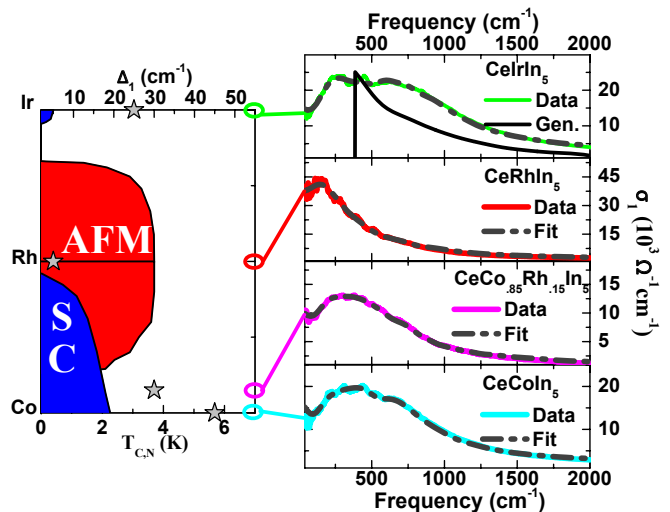 Frequency (cm⁻¹)
500 1000 1500 2000
Δ₁ (cm⁻¹)
0 10 20 30 40 50
Ir
Rh
Co
AFM
S
C
0 2 4 6
T_C,N (K)
CeIrIn₅
Data
Gen.
10
20
CeRhIn₅
Data
Fit
15
30
45
CeCo.₈₅Rh.₁₅In₅
Data
Fit
5
10
15
CeCoIn₅
Data
Fit
10
20
σ₁ (10³ Ω⁻¹cm⁻¹)
500 1000 1500 2000
Frequency (cm⁻¹)